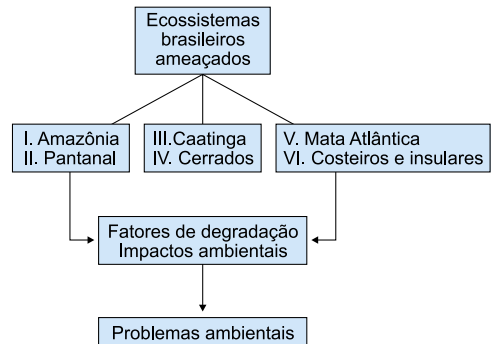 Ecossistemas
brasileiros
ameaçados
I. Amazônia
II. Pantanal
III.Caatinga
IV. Cerrados
V. Mata Atlântica
VI. Costeiros e insulares
Fatores de degradação
Impactos ambientais
Problemas ambientais